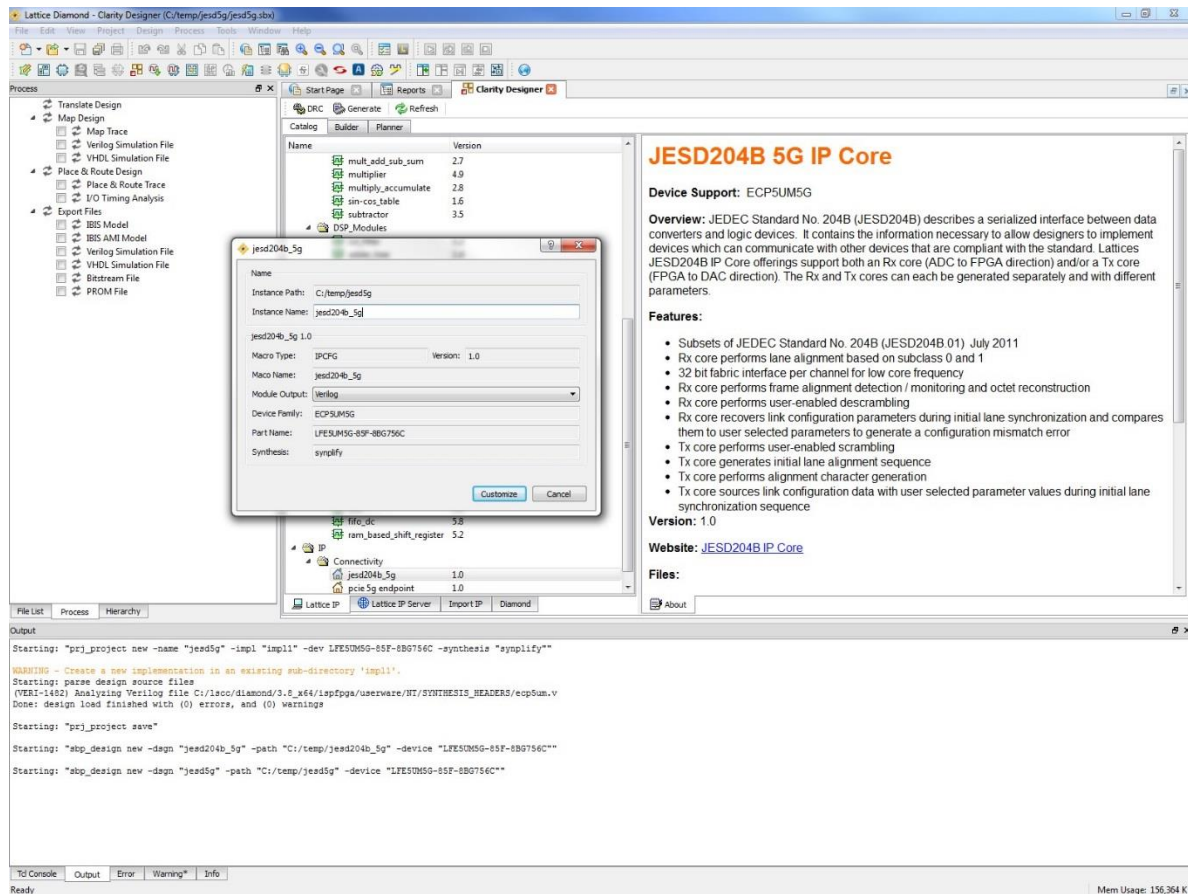 Lattice Diamond - Clarity Designer (C:/temp/jesd5g/jesd5g.sbx)
File Edit View Project Design Process Tools Window Help
Process
Translate Design
Map Design
Map Trace
Verilog Simulation File
VHDL Simulation File
Place & Route Design
Place & Route Trace
I/O Timing Analysis
Export Files
IBIS Model
IBIS AMI Model
Verilog Simulation File
VHDL Simulation File
Bitstream File
PROM File
File List Process Hierarchy
Start Page Reports Clarity Designer
DRC Generate Refresh
Catalog Builder Planner
Name Version
mult_add_sub_sum 2.7
multiplier 4.9
multiply_accumulate 2.8
sin-cos_table 1.6
subtractor 3.5
DSP_Modules
jesd204b_5g
Name
Instance Path: C:/temp/jesd5g
Instance Name: jesd204b_5g
jesd204b_5g 1.0
Macro Type: IPCFG Version: 1.0
Maco Name: jesd204b_5g
Module Output: Verilog
Device Family: ECP5UM5G
Part Name: LFE5UM5G-85F-8BG756C
Synthesis: synplify
Customize Cancel
fifo_dc 5.8
ram_based_shift_register 5.2
IP
Connectivity
jesd204b_5g 1.0
pcie 5g endpoint 1.0
Lattice IP Lattice IP Server Import IP Diamond
JESD204B 5G IP Core
Device Support: ECP5UM5G
Overview: JEDEC Standard No. 204B (JESD204B) describes a serialized interface between data
converters and logic devices. It contains the information necessary to allow designers to implement
devices which can communicate with other devices that are compliant with the standard. Lattices
JESD204B IP Core offerings support both an Rx core (ADC to FPGA direction) and/or a Tx core
(FPGA to DAC direction). The Rx and Tx cores can each be generated separately and with different
parameters.
Features:
• Subsets of JEDEC Standard No. 204B (JESD204B.01) July 2011
• Rx core performs lane alignment based on subclass 0 and 1
• 32 bit fabric interface per channel for low core frequency
• Rx core performs frame alignment detection / monitoring and octet reconstruction
• Rx core performs user-enabled descrambling
• Rx core recovers link configuration parameters during initial lane synchronization and compares
them to user selected parameters to generate a configuration mismatch error
• Tx core performs user-enabled scrambling
• Tx core generates initial lane alignment sequence
• Tx core performs alignment character generation
• Tx core sources link configuration data with user selected parameter values during initial lane
synchronization sequence
Version: 1.0
Website: JESD204B IP Core
Files:
About
Output
Starting: "prj_project new -name "jesd5g" -impl "impl1" -dev LFE5UM5G-85F-8BG756C -synthesis "synplify""
WARNING - Create a new implementation in an existing sub-directory 'impl1'.
Starting: parse design source files
(VERI-1482) Analyzing Verilog file C:/lscc/diamond/3.8_x64/ispfpga/userware/NT/SYNTHESIS_HEADERS/ecp5um.v
Done: design load finished with (0) errors, and (0) warnings
Starting: "prj_project save"
Starting: "sbp_design new -dsgn "jesd204b_5g" -path "C:/temp/jesd204b_5g" -device "LFE5UM5G-85F-8BG756C""
Starting: "sbp_design new -dsgn "jesd5g" -path "C:/temp/jesd5g" -device "LFE5UM5G-85F-8BG756C""
Tcl Console Output Error Warning* Info
Ready Mem Usage: 156,364 K